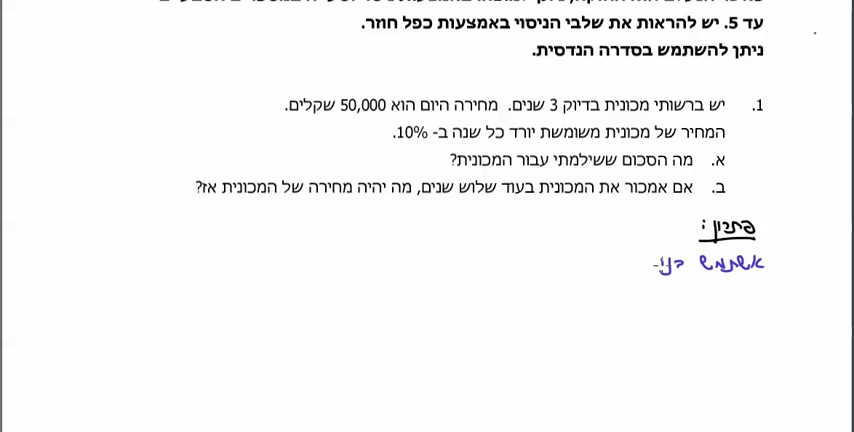 עד 5. יש להראות את שלבי הניסוי באמצעות כפל חוזר.
ניתן להשתמש בסדרה הנדסית.
1. יש ברשותי מכונית בדיוק 3 שנים. מחירה היום הוא 50,000 שקלים.
המחיר של מכונית משומשת יורד כל שנה ב- 10%.
א. מה הסכום ששילמתי עבור המכונית?
ב. אם אמכור את המכונית בעוד שלוש שנים, מה יהיה מחירה של המכונית אז?
פתרון:
אשתמש